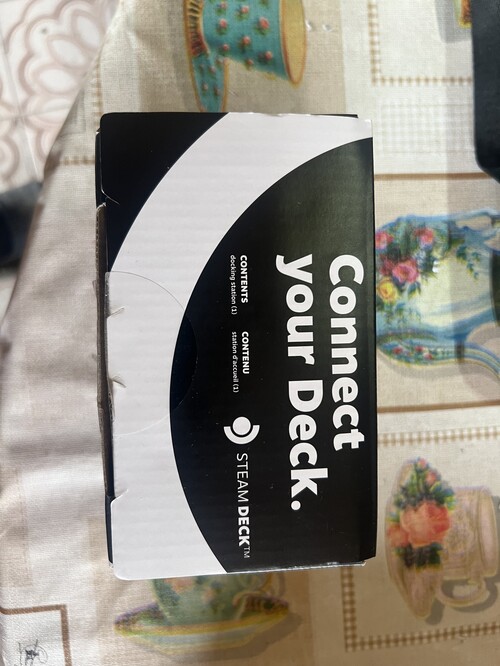 Connect
your Deck.
CONTENTS
docking station (1)
CONTENU
station d'accueil (1)
STEAM DECK™